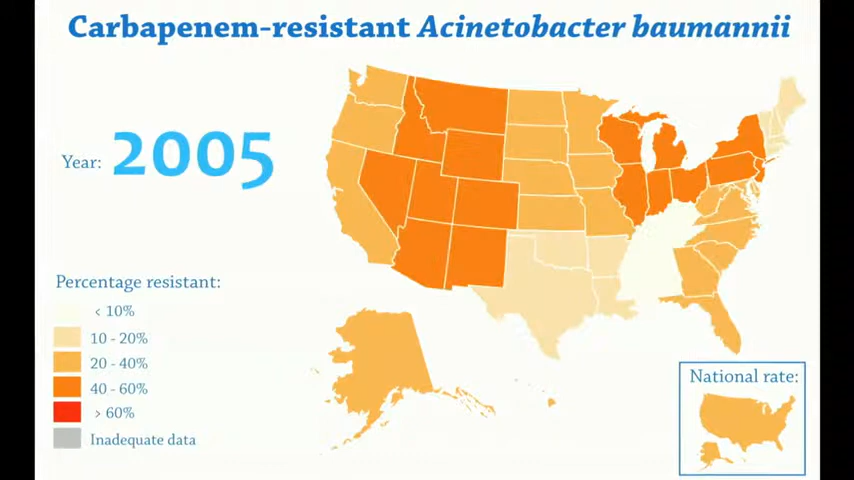 Carbapenem-resistant Acinetobacter baumannii
Year: 2005
Percentage resistant:
< 10%
10 - 20%
20 - 40%
40 - 60%
> 60%
Inadequate data
National rate: